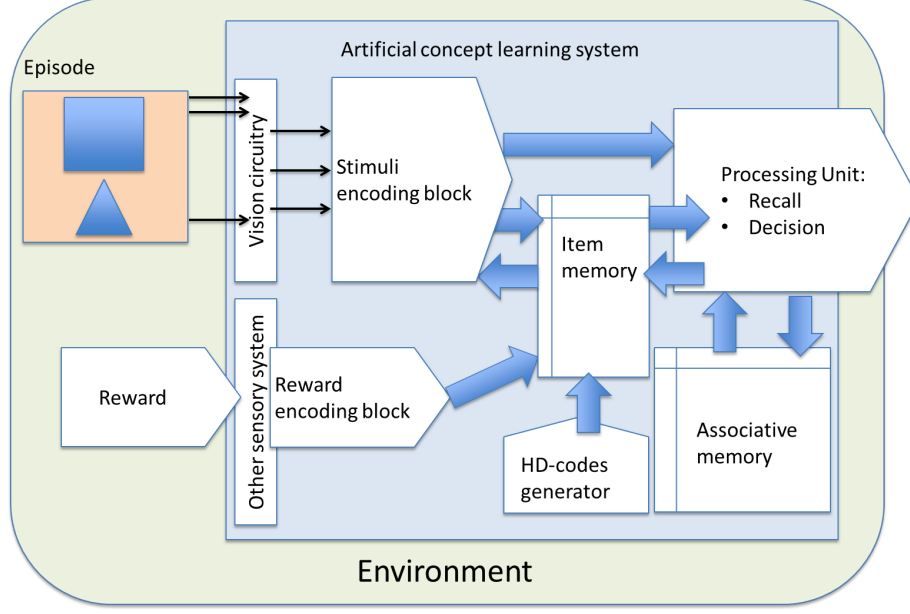 Artificial concept learning system
Episode
Vision circuitry
Stimuli
encoding block
Processing Unit:
• Recall
• Decision
Item
memory
Other sensory system
Reward
Reward
encoding block
Associative
memory
HD-codes
generator
Environment